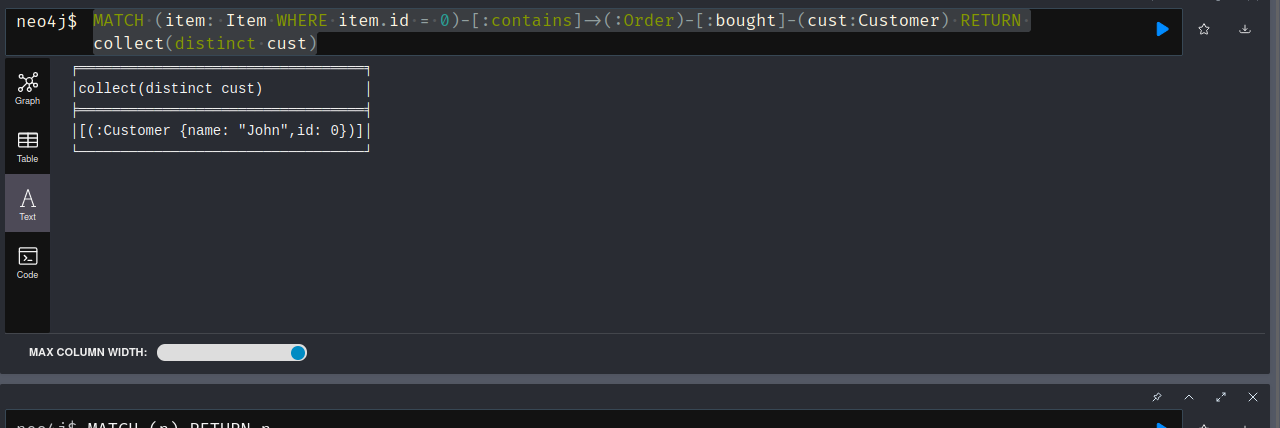 neo4j$ MATCH (item: Item WHERE item.id = 0)-[:contains]->(:Order)-[:bought]-(cust:Customer) RETURN
collect(distinct cust)
Graph
Table
Text
Code
collect(distinct cust)
[(:Customer {name: "John",id: 0})]
MAX COLUMN WIDTH:
neo4j$ MATCH (n) RETURN n